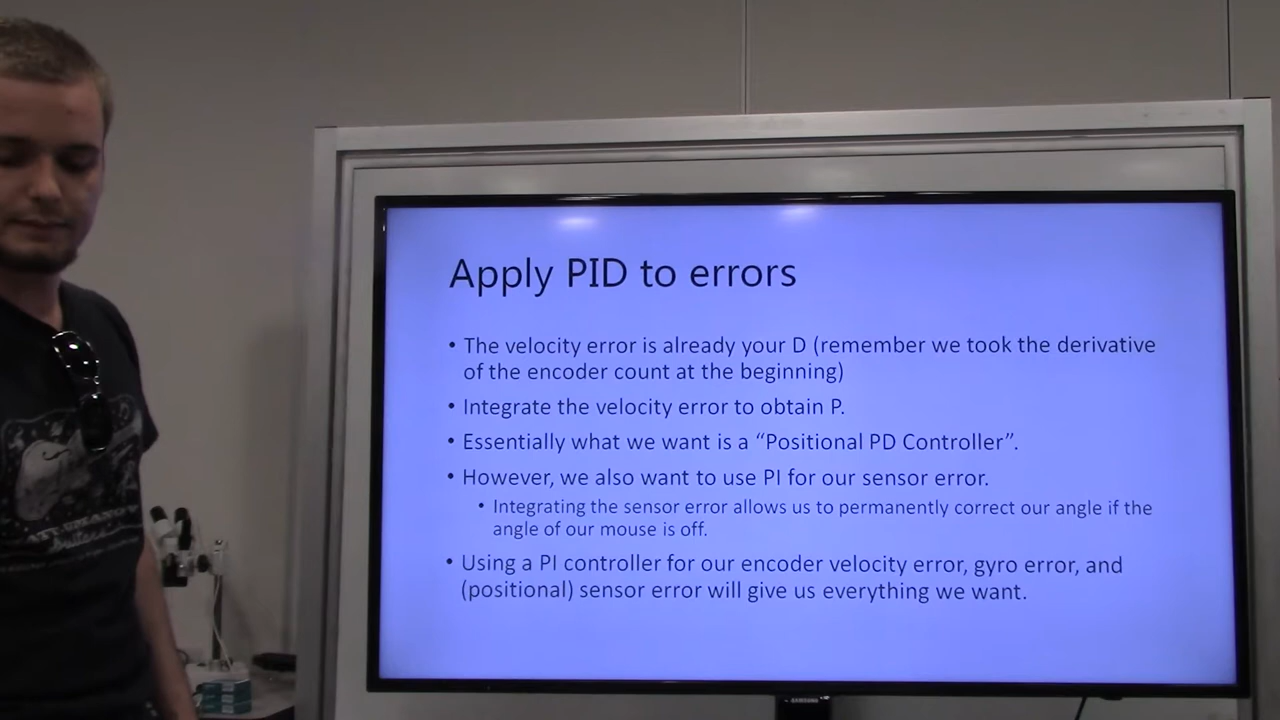 Apply PID to errors
• The velocity error is already your D (remember we took the derivative
of the encoder count at the beginning)
• Integrate the velocity error to obtain P.
• Essentially what we want is a “Positional PD Controller”.
• However, we also want to use PI for our sensor error.
• Integrating the sensor error allows us to permanently correct our angle if the
angle of our mouse is off.
• Using a PI controller for our encoder velocity error, gyro error, and
(positional) sensor error will give us everything we want.
SAMSUNG